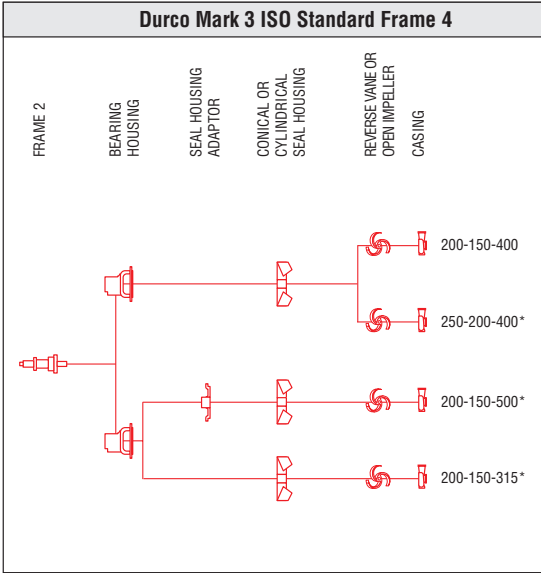 Durco Mark 3 ISO Standard Frame 4
FRAME 2
BEARING
HOUSING
SEAL HOUSING
ADAPTOR
CONICAL OR
CYLINDRICAL
SEAL HOUSING
REVERSE VANE OR
OPEN IMPELLER
CASING
200-150-400
250-200-400*
200-150-500*
200-150-315*